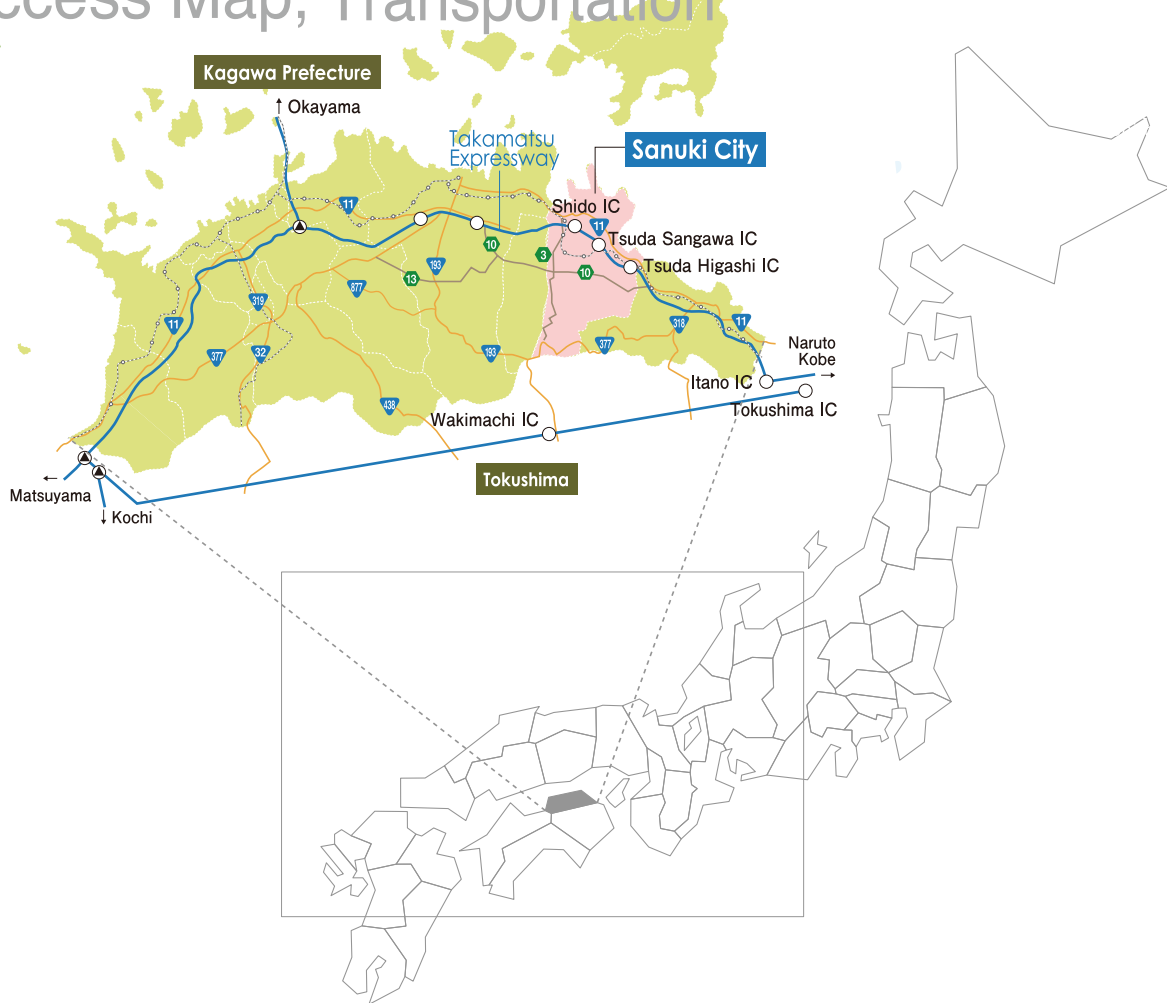 ccess Map, Transportation
Kagawa Prefecture
↑ Okayama
Takamatsu
Expressway
Sanuki City
11
Shido IC
11
Tsuda Sangawa IC
10
3
193
Tsuda Higashi IC
13
10
877
319
11
318
11
377
32
193
377
Naruto
Kobe
→
Itano IC
438
Tokushima IC
Wakimachi IC
Tokushima
←
Matsuyama
↓ Kochi